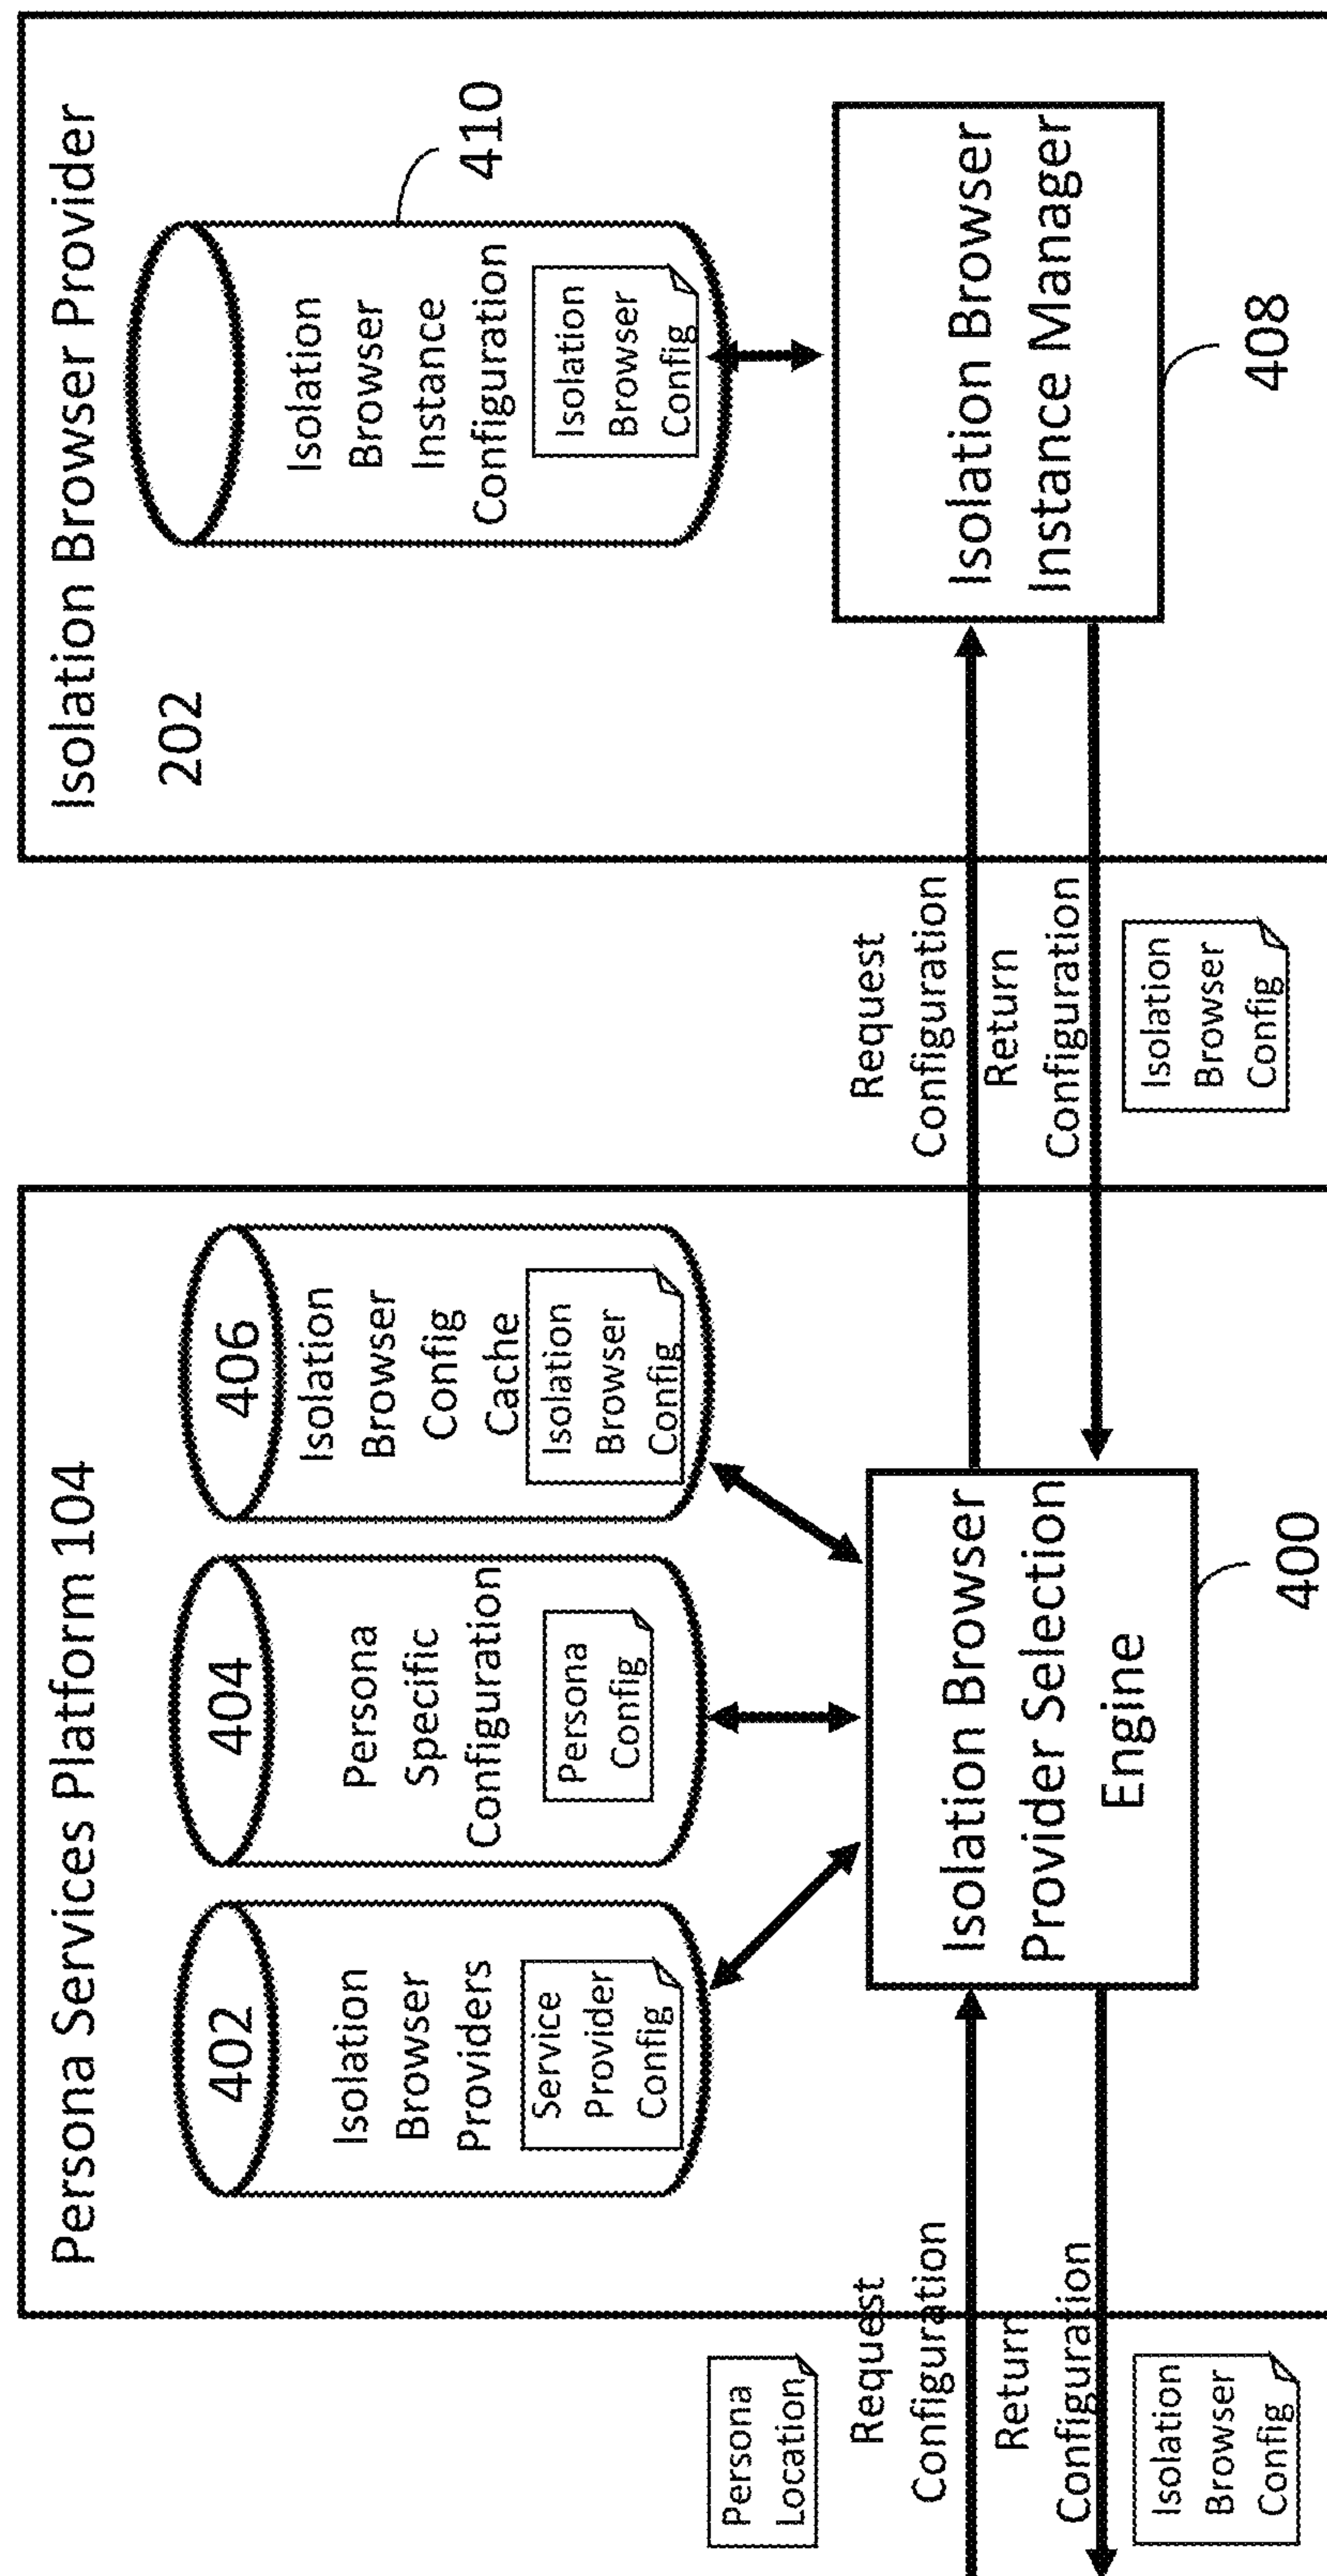 Persona Services Platform 104
402
Isolation
Browser
Providers
Service
Provider
Config
404
Persona
Specific
Configuration
Persona
Config
406
Isolation
Browser
Config
Cache
Isolation
Browser
Config
Isolation Browser
Provider Selection
Engine
400
Persona
Location
Request
Configuration
Return
Configuration
Isolation
Browser
Config
Request
Configuration
Return
Configuration
Isolation
Browser
Config
Isolation Browser Provider
202
Isolation
Browser
Instance
Configuration
Isolation
Browser
Config
410
Isolation Browser
Instance Manager
408